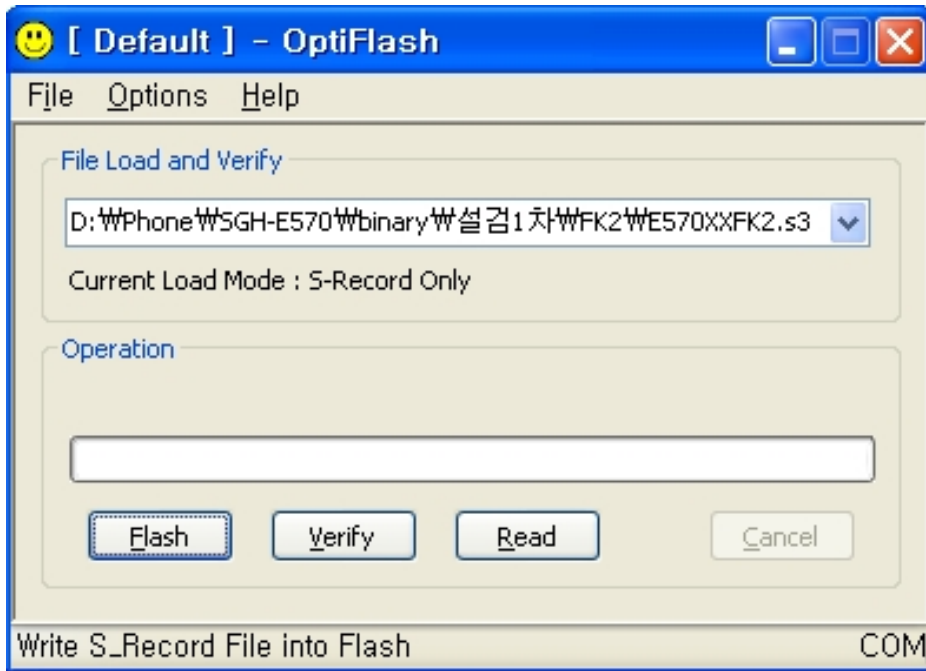 [ Default ] - OptiFlash
File Options Help
File Load and Verify
D:₩Phone₩SGH-E570₩binary₩설검1차₩FK2₩E570XXFK2.s3
Current Load Mode : S-Record Only
Operation
Flash Verify Read Cancel
Write S_Record File into Flash COM